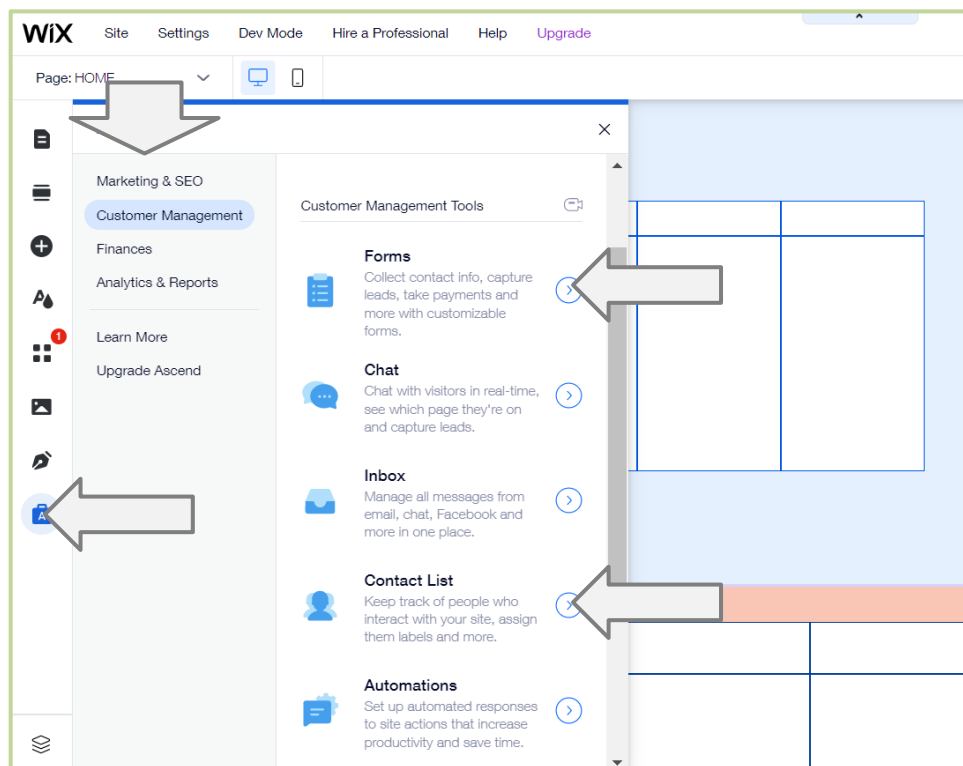 WiX Site Settings Dev Mode Hire a Professional Help Upgrade
Page: HOME
Marketing & SEO
Customer Management
Finances
Analytics & Reports
Learn More
Upgrade Ascend
1
A
A
Customer Management Tools
Forms
Collect contact info, capture
leads, take payments and
more with customizable
forms.
Chat
Chat with visitors in real-time,
see which page they're on
and capture leads.
Inbox
Manage all messages from
email, chat, Facebook and
more in one place.
Contact List
Keep track of people who
interact with your site, assign
them labels and more.
Automations
Set up automated responses
to site actions that increase
productivity and save time.